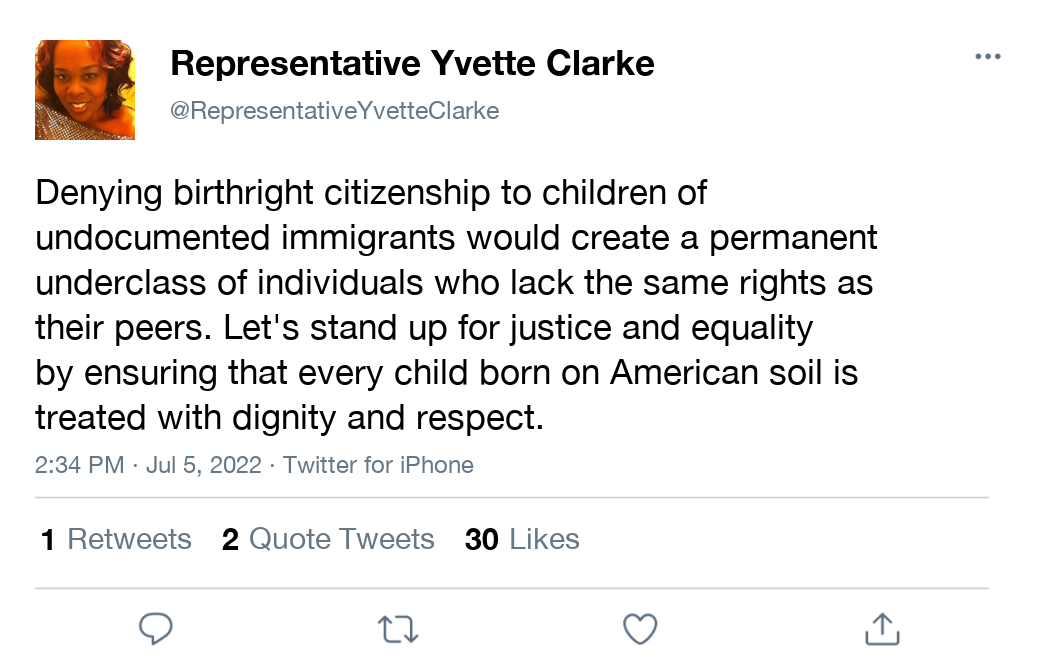 Representative Yvette Clarke
@RepresentativeYvetteClarke
Denying birthright citizenship to children of
undocumented immigrants would create a permanent
underclass of individuals who lack the same rights as
their peers. Let's stand up for justice and equality
by ensuring that every child born on American soil is
treated with dignity and respect.
2:34 PM · Jul 5, 2022 · Twitter for iPhone
1 Retweets 2 Quote Tweets 30 Likes